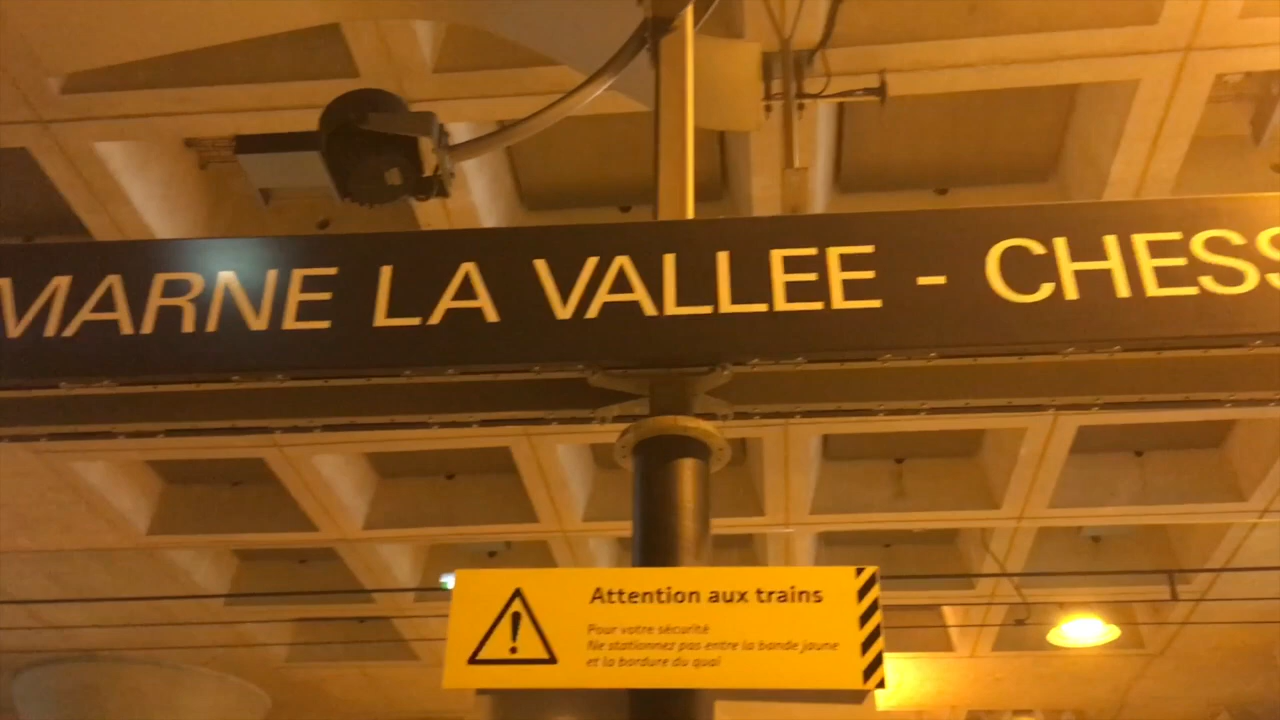 MARNE LA VALLEE - CHESS
Attention aux trains
Pour votre sécurité
Ne stationnez pas entre la bande jaune
et la bordure du quai